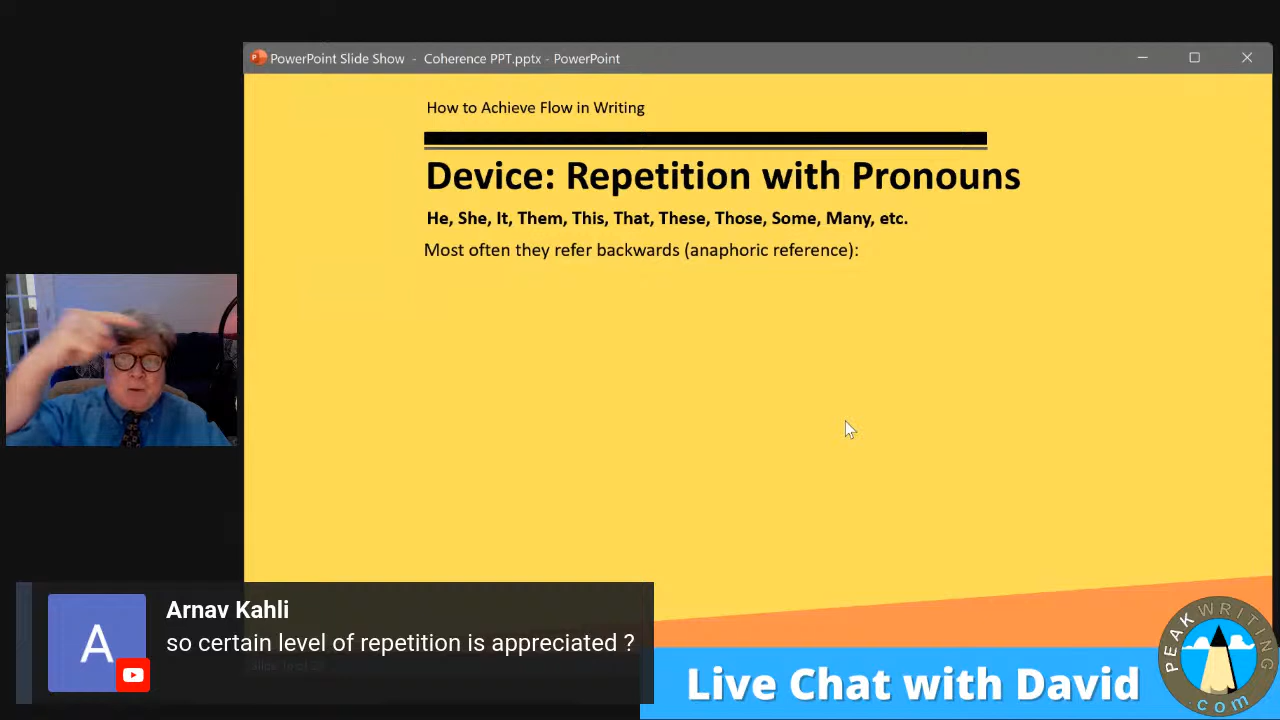 PowerPoint Slide Show - Coherence PPT.pptx - PowerPoint
How to Achieve Flow in Writing
Device: Repetition with Pronouns
He, She, It, Them, This, That, These, Those, Some, Many, etc.
Most often they refer backwards (anaphoric reference):
A
Arnav Kahli
so certain level of repetition is appreciated ?
Live Chat with David
PEAKWRITING
.com